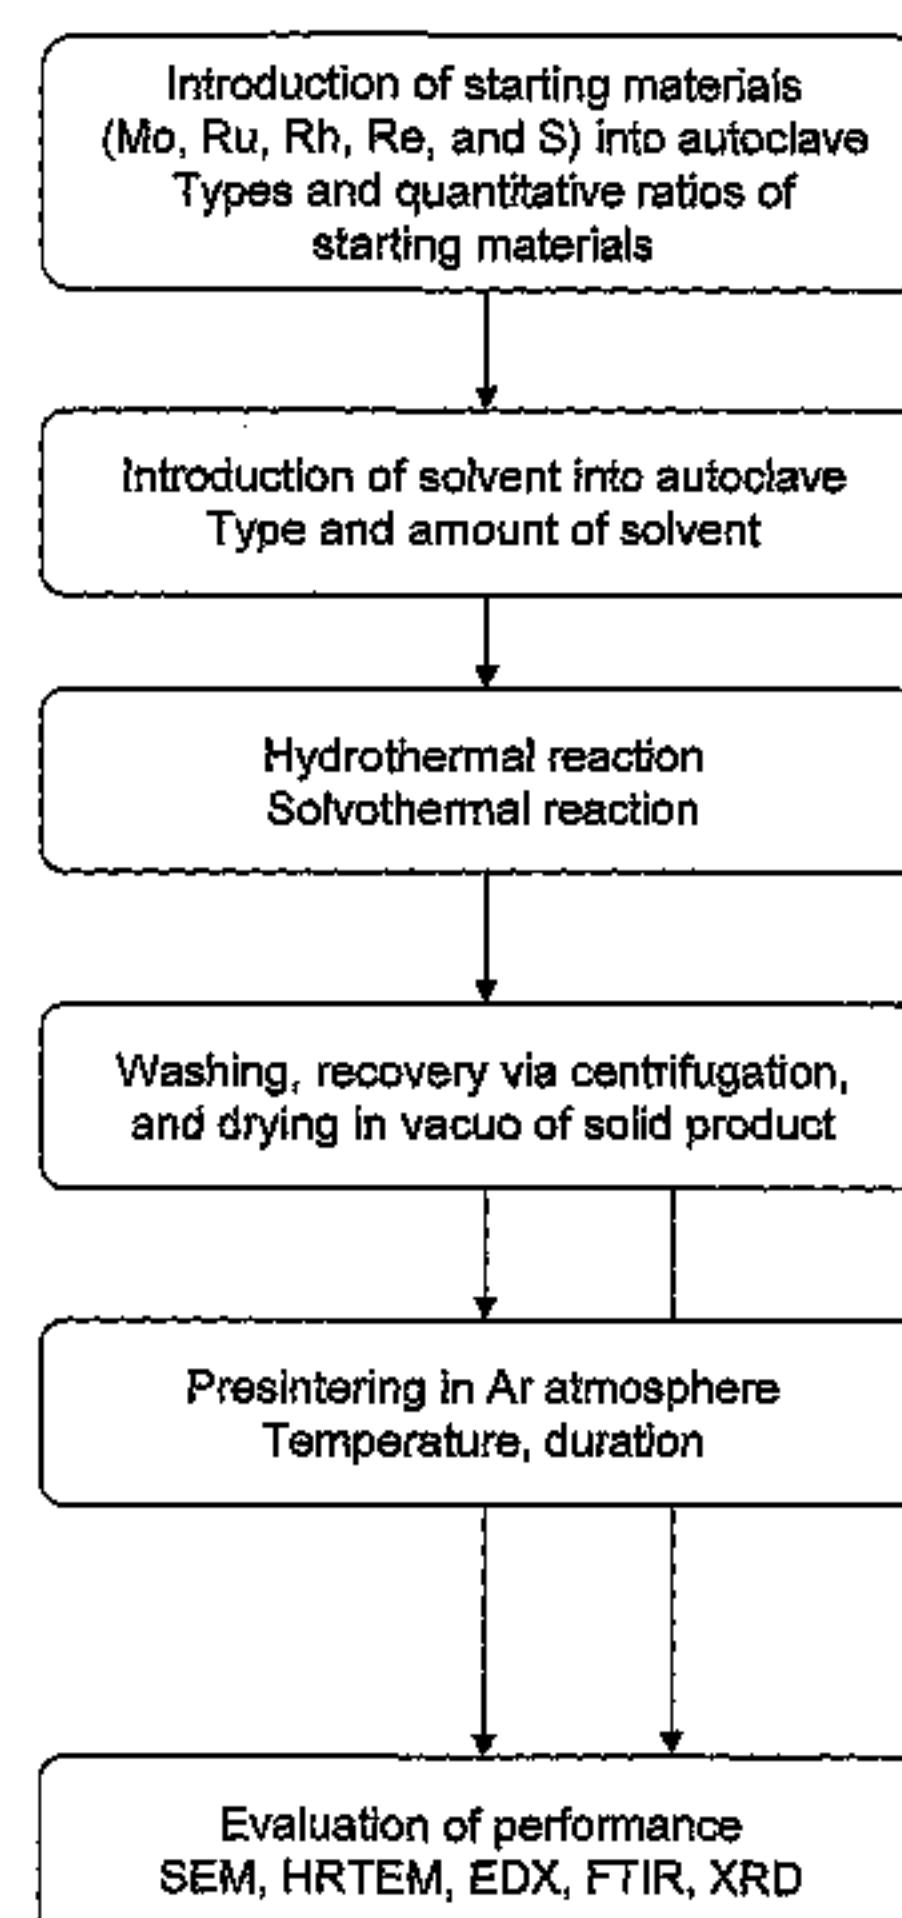 Introduction of starting materials
(Mo, Ru, Rh, Re, and S) into autoclave
Types and quantitative ratios of
starting materials
Introduction of solvent into autoclave
Type and amount of solvent
Hydrothermal reaction
Solvothermal reaction
Washing, recovery via centrifugation,
and drying in vacuo of solid product
Presintering in Ar atmosphere
Temperature, duration
Evaluation of performance
SEM, HRTEM, EDX, FTIR, XRD